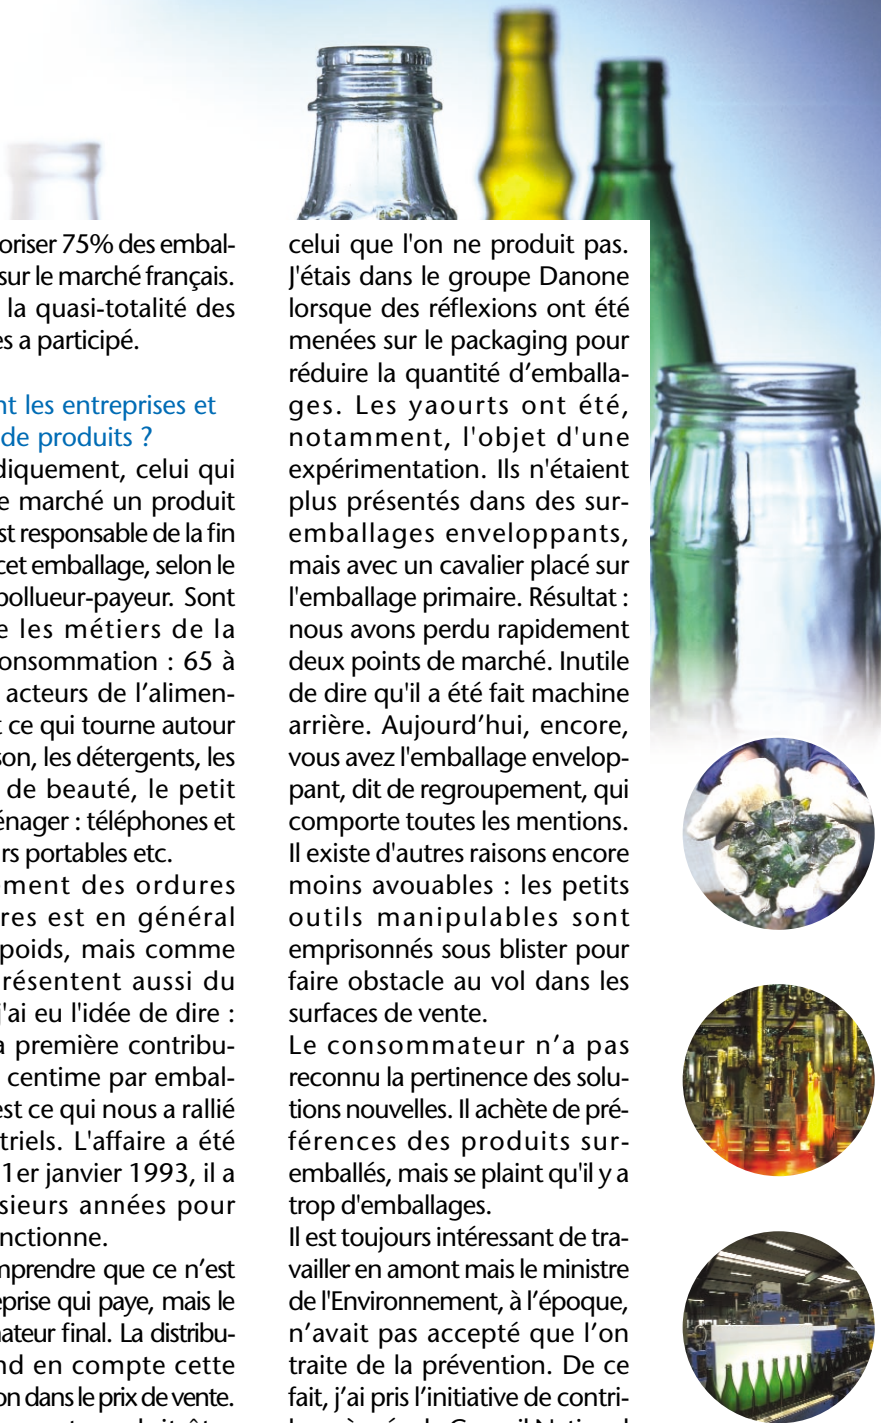 oriser 75% des embal-
sur le marché français.
la quasi-totalité des
es a participé.
nt les entreprises et
de produits ?
diquement, celui qui
e marché un produit
st responsable de la fin
cet emballage, selon le
pollueur-payeur. Sont
e les métiers de la
onsommation : 65 à
acteurs de l’alimen-
t ce qui tourne autour
son, les détergents, les
de beauté, le petit
énager : téléphones et
rs portables etc.
ement des ordures
res est en général
poids, mais comme
résentent aussi du
j'ai eu l'idée de dire :
a première contribu-
centime par embal-
est ce qui nous a rallié
triels. L'affaire a été
1er janvier 1993, il a
sieurs années pour
nctionne.
mprendre que ce n’est
eprise qui paye, mais le
ateur final. La distribu-
nd en compte cette
on dans le prix de vente.
celui que l'on ne produit pas.
J'étais dans le groupe Danone
lorsque des réflexions ont été
menées sur le packaging pour
réduire la quantité d’emballa-
ges. Les yaourts ont été,
notamment, l'objet d'une
expérimentation. Ils n'étaient
plus présentés dans des sur-
emballages enveloppants,
mais avec un cavalier placé sur
l'emballage primaire. Résultat :
nous avons perdu rapidement
deux points de marché. Inutile
de dire qu'il a été fait machine
arrière. Aujourd’hui, encore,
vous avez l'emballage envelop-
pant, dit de regroupement, qui
comporte toutes les mentions.
Il existe d'autres raisons encore
moins avouables : les petits
outils manipulables sont
emprisonnés sous blister pour
faire obstacle au vol dans les
surfaces de vente.
Le consommateur n’a pas
reconnu la pertinence des solu-
tions nouvelles. Il achète de pré-
férences des produits sur-
emballés, mais se plaint qu'il y a
trop d'emballages.
Il est toujours intéressant de tra-
vailler en amont mais le ministre
de l'Environnement, à l’époque,
n’avait pas accepté que l’on
traite de la prévention. De ce
fait, j’ai pris l’initiative de contri-